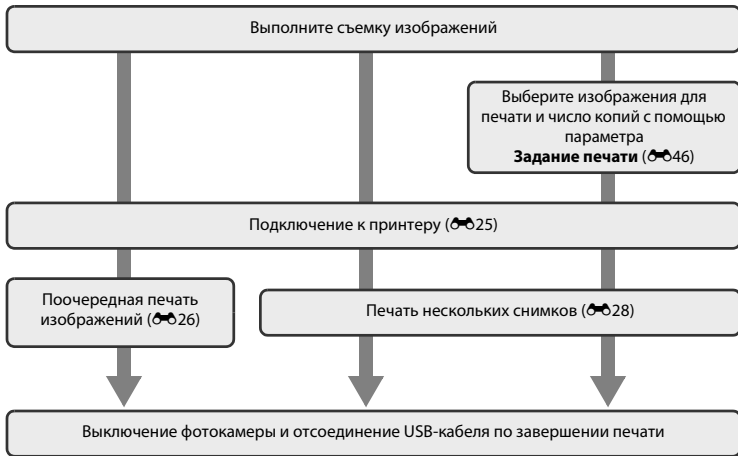 Выполните съемку изображений
Выберите изображения для
печати и число копий с помощью
параметра
Задание печати (46)
Подключение к принтеру (25)
Поочередная печать
изображений (26)
Печать нескольких снимков (28)
Выключение фотокамеры и отсоединение USB-кабеля по завершении печати